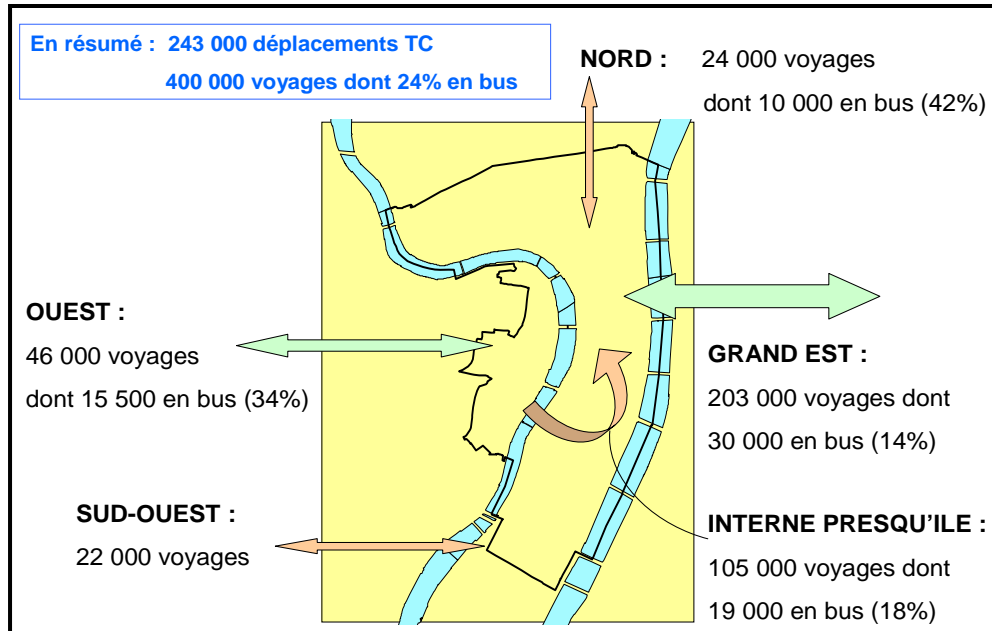 En résumé : 243 000 déplacements TC
400 000 voyages dont 24% en bus
NORD : 24 000 voyages
dont 10 000 en bus (42%)
OUEST :
46 000 voyages
dont 15 500 en bus (34%)
GRAND EST :
203 000 voyages dont
30 000 en bus (14%)
SUD-OUEST :
22 000 voyages
INTERNE PRESQU'ILE :
105 000 voyages dont
19 000 en bus (18%)